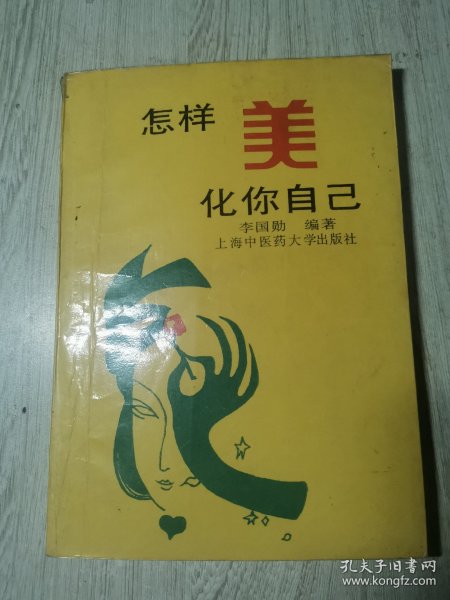 怎样
美
化你自己
李国勋 编著
上海中医药大学出版社
孔夫子旧书网
www.kongfz.com